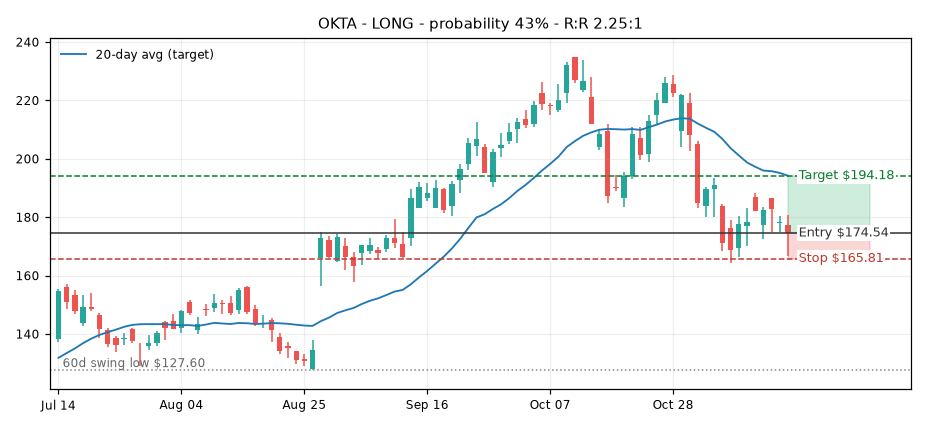 OKTA - LONG - probability 43% - R:R 2.25:1
20-day avg (target)
240
220
200
180
160
140
Target $194.18
Entry $174.54
Stop $165.81
60d swing low $127.60
Jul 14
Aug 04
Aug 25
Sep 16
Oct 07
Oct 28